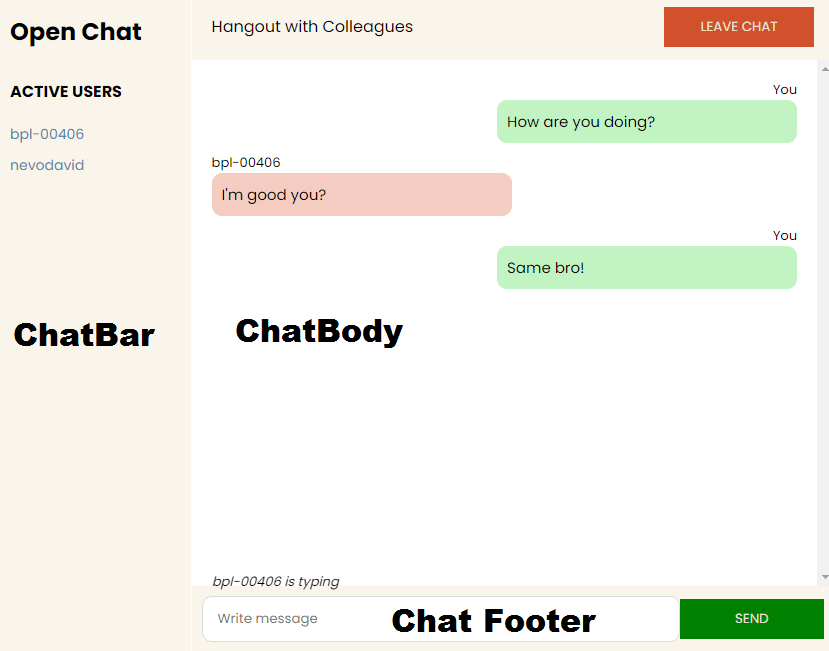 Open Chat
ACTIVE USERS
bpl-00406
nevodavid
ChatBar
Hangout with Colleagues
LEAVE CHAT
You
How are you doing?
bpl-00406
I'm good you?
You
Same bro!
ChatBody
bpl-00406 is typing
Write message
Chat Footer
SEND